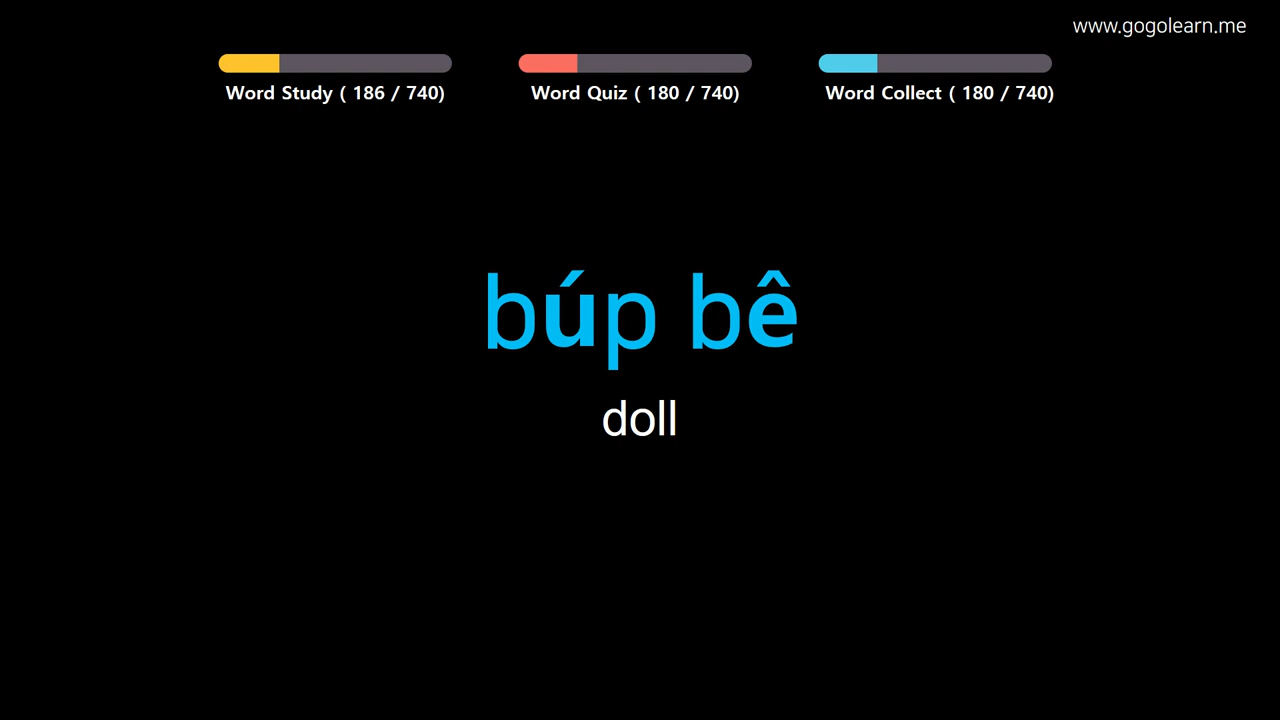 www.gogolearn.me
Word Study ( 186 / 740)
Word Quiz ( 180 / 740)
Word Collect ( 180 / 740)
búp bê
doll